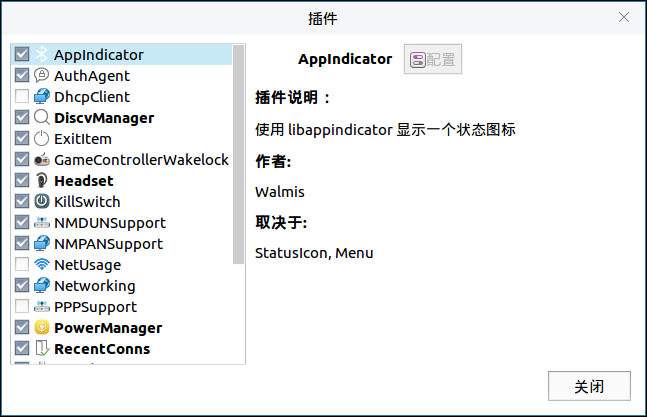 插件
AppIndicator
AuthAgent
DhcpClient
DiscvManager
ExitItem
GameControllerWakelock
Headset
KillSwitch
NMDUNSupport
NMPANSupport
NetUsage
Networking
PPPSupport
PowerManager
RecentConns
AppIndicator
配置
插件说明：
使用 libappindicator 显示一个状态图标
作者:
Walmis
取决于:
StatusIcon, Menu
关闭